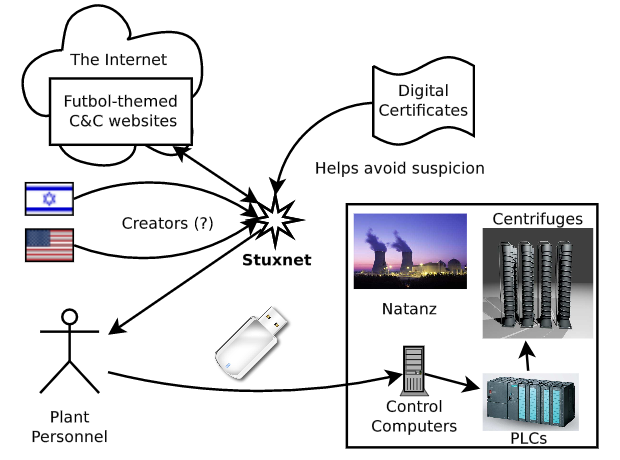 The Internet
Futbol-themed
C&C websites
Digital
Certificates
Helps avoid suspicion
Creators (?)
Stuxnet
Centrifuges
Natanz
Control
Computers
PLCs
Plant
Personnel